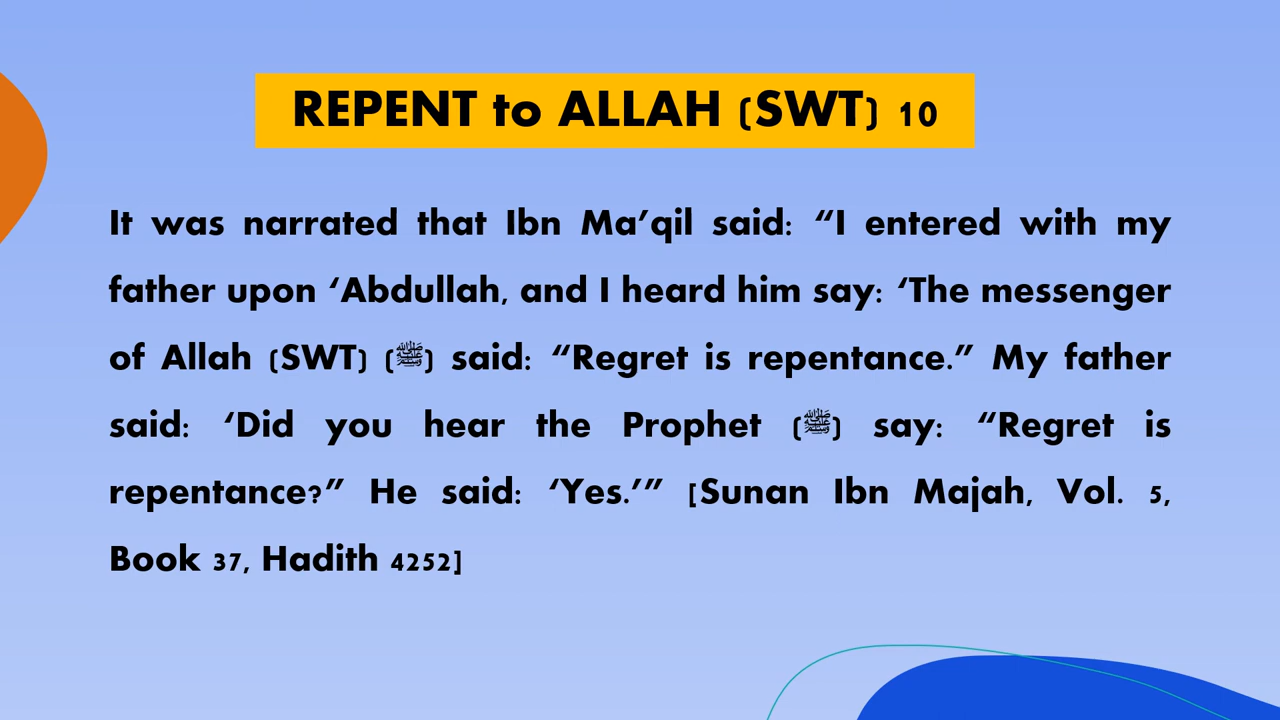 REPENT to ALLAH (SWT) 10
It was narrated that Ibn Ma’qil said: “I entered with my
father upon ‘Abdullah, and I heard him say: ‘The messenger
of Allah (SWT) (ﷺ) said: “Regret is repentance.” My father
said: ‘Did you hear the Prophet (ﷺ) say: “Regret is
repentance?” He said: ‘Yes.’” [Sunan Ibn Majah, Vol. 5,
Book 37, Hadith 4252]